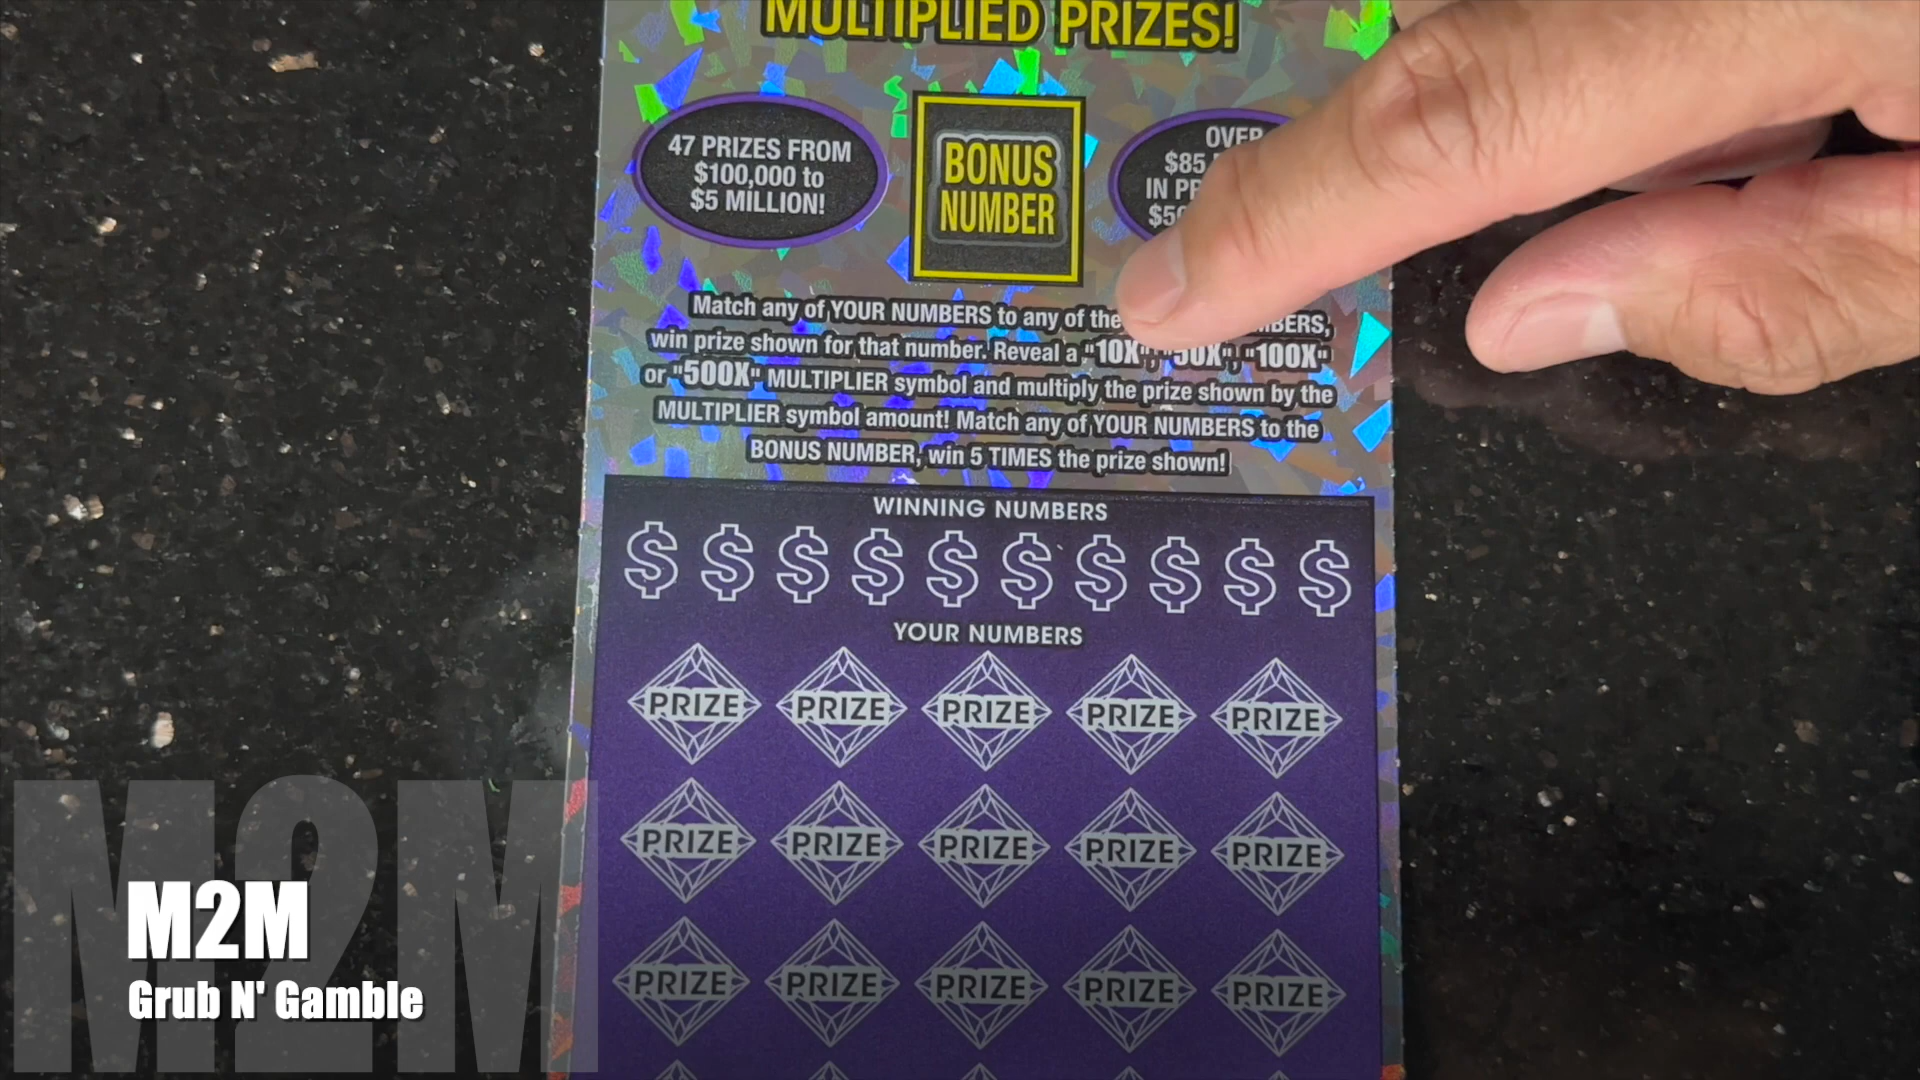 MULTIPLIED PRIZES!
47 PRIZES FROM
$100,000 to
$5 MILLION!
BONUS
NUMBER
OVER
$85
IN
Match any of YOUR NUMBERS to any of the
win prize shown for that number. Reveal a "10X", "50X", "100X"
or "500X" MULTIPLIER symbol and multiply the prize shown by the
MULTIPLIER symbol amount! Match any of YOUR NUMBERS to the
BONUS NUMBER, win 5 TIMES the prize shown!
WINNING NUMBERS
$ $ $ $ $ $ $ $ $ $
YOUR NUMBERS
PRIZE PRIZE PRIZE PRIZE PRIZE
PRIZE PRIZE PRIZE PRIZE PRIZE
PRIZE PRIZE PRIZE PRIZE PRIZE
M2M
M2M
Grub N' Gamble